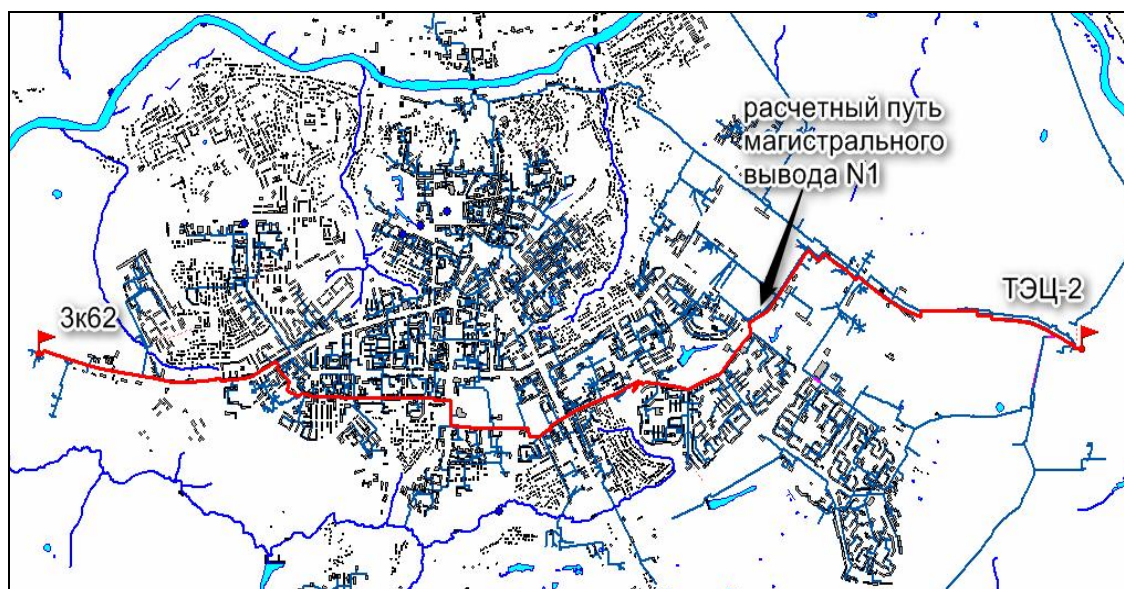 расчетный путь
магистрального
вывода N1
ТЭЦ-2
3к62